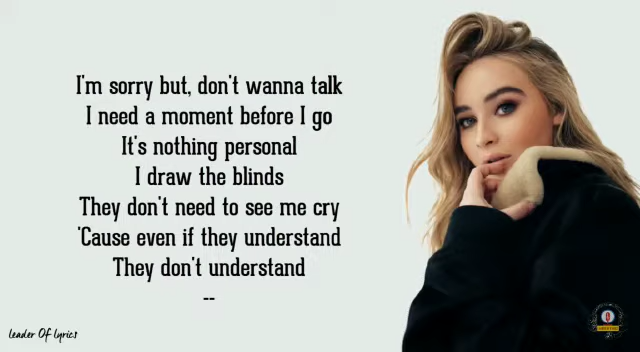 I'm sorry but, don't wanna talk
I need a moment before I go
It's nothing personal
I draw the blinds
They don't need to see me cry
'Cause even if they understand
They don't understand
--
Leader Of Lyrics